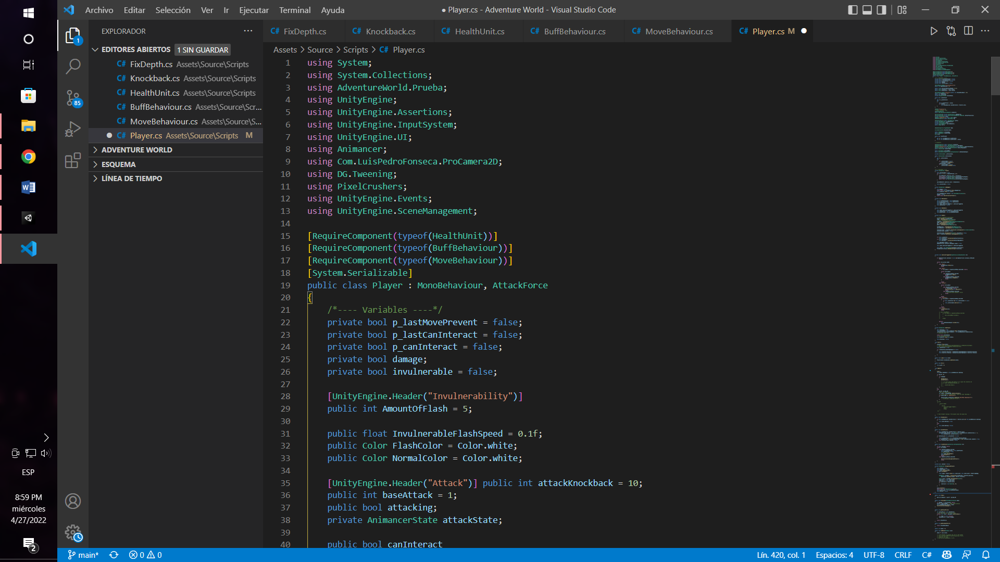 Archivo Editar Selección Ver Ir Ejecutar Terminal Ayuda
● Player.cs - Adventure World - Visual Studio Code
EXPLORADOR
EDITORES ABIERTOS 1 SIN GUARDAR
C# FixDepth.cs Assets\Source\Scripts
C# Knockback.cs Assets\Source\Scripts
C# HealthUnit.cs Assets\Source\Scripts
C# BuffBehaviour.cs Assets\Source\Scr...
C# MoveBehaviour.cs Assets\Source\S...
● C# Player.cs Assets\Source\Scripts M
ADVENTURE WORLD
ESQUEMA
LÍNEA DE TIEMPO
1
85
C# FixDepth.cs C# Knockback.cs C# HealthUnit.cs C# BuffBehaviour.cs C# MoveBehaviour.cs C# Player.cs M ●
Assets > Source > Scripts > C# Player.cs
1 using System;
2 using System.Collections;
3 using AdventureWorld.Prueba;
4 using UnityEngine;
5 using UnityEngine.Assertions;
6 using UnityEngine.InputSystem;
7 using UnityEngine.UI;
8 using Animancer;
9 using Com.LuisPedroFonseca.ProCamera2D;
10 using DG.Tweening;
11 using PixelCrushers;
12 using UnityEngine.Events;
13 using UnityEngine.SceneManagement;
14
15 [RequireComponent(typeof(HealthUnit))]
16 [RequireComponent(typeof(BuffBehaviour))]
17 [RequireComponent(typeof(MoveBehaviour))]
18 [System.Serializable]
19 public class Player : MonoBehaviour, AttackForce
20 {
21 /*---- Variables ----*/
22 private bool p_lastMovePrevent = false;
23 private bool p_lastCanInteract = false;
24 private bool p_canInteract = false;
25 private bool damage;
26 private bool invulnerable = false;
27
28 [UnityEngine.Header("Invulnerability")]
29 public int AmountOfFlash = 5;
30
31 public float InvulnerableFlashSpeed = 0.1f;
32 public Color FlashColor = Color.white;
33 public Color NormalColor = Color.white;
34
35 [UnityEngine.Header("Attack")] public int attackKnockback = 10;
36 public int baseAttack = 1;
37 public bool attacking;
38 private AnimancerState attackState;
39
40 public bool canInteract
W
ESP
8:59 PM
miércoles
4/27/2022
2
main* 0 0
Lín. 420, col. 1 Espacios: 4 UTF-8 CRLF C#